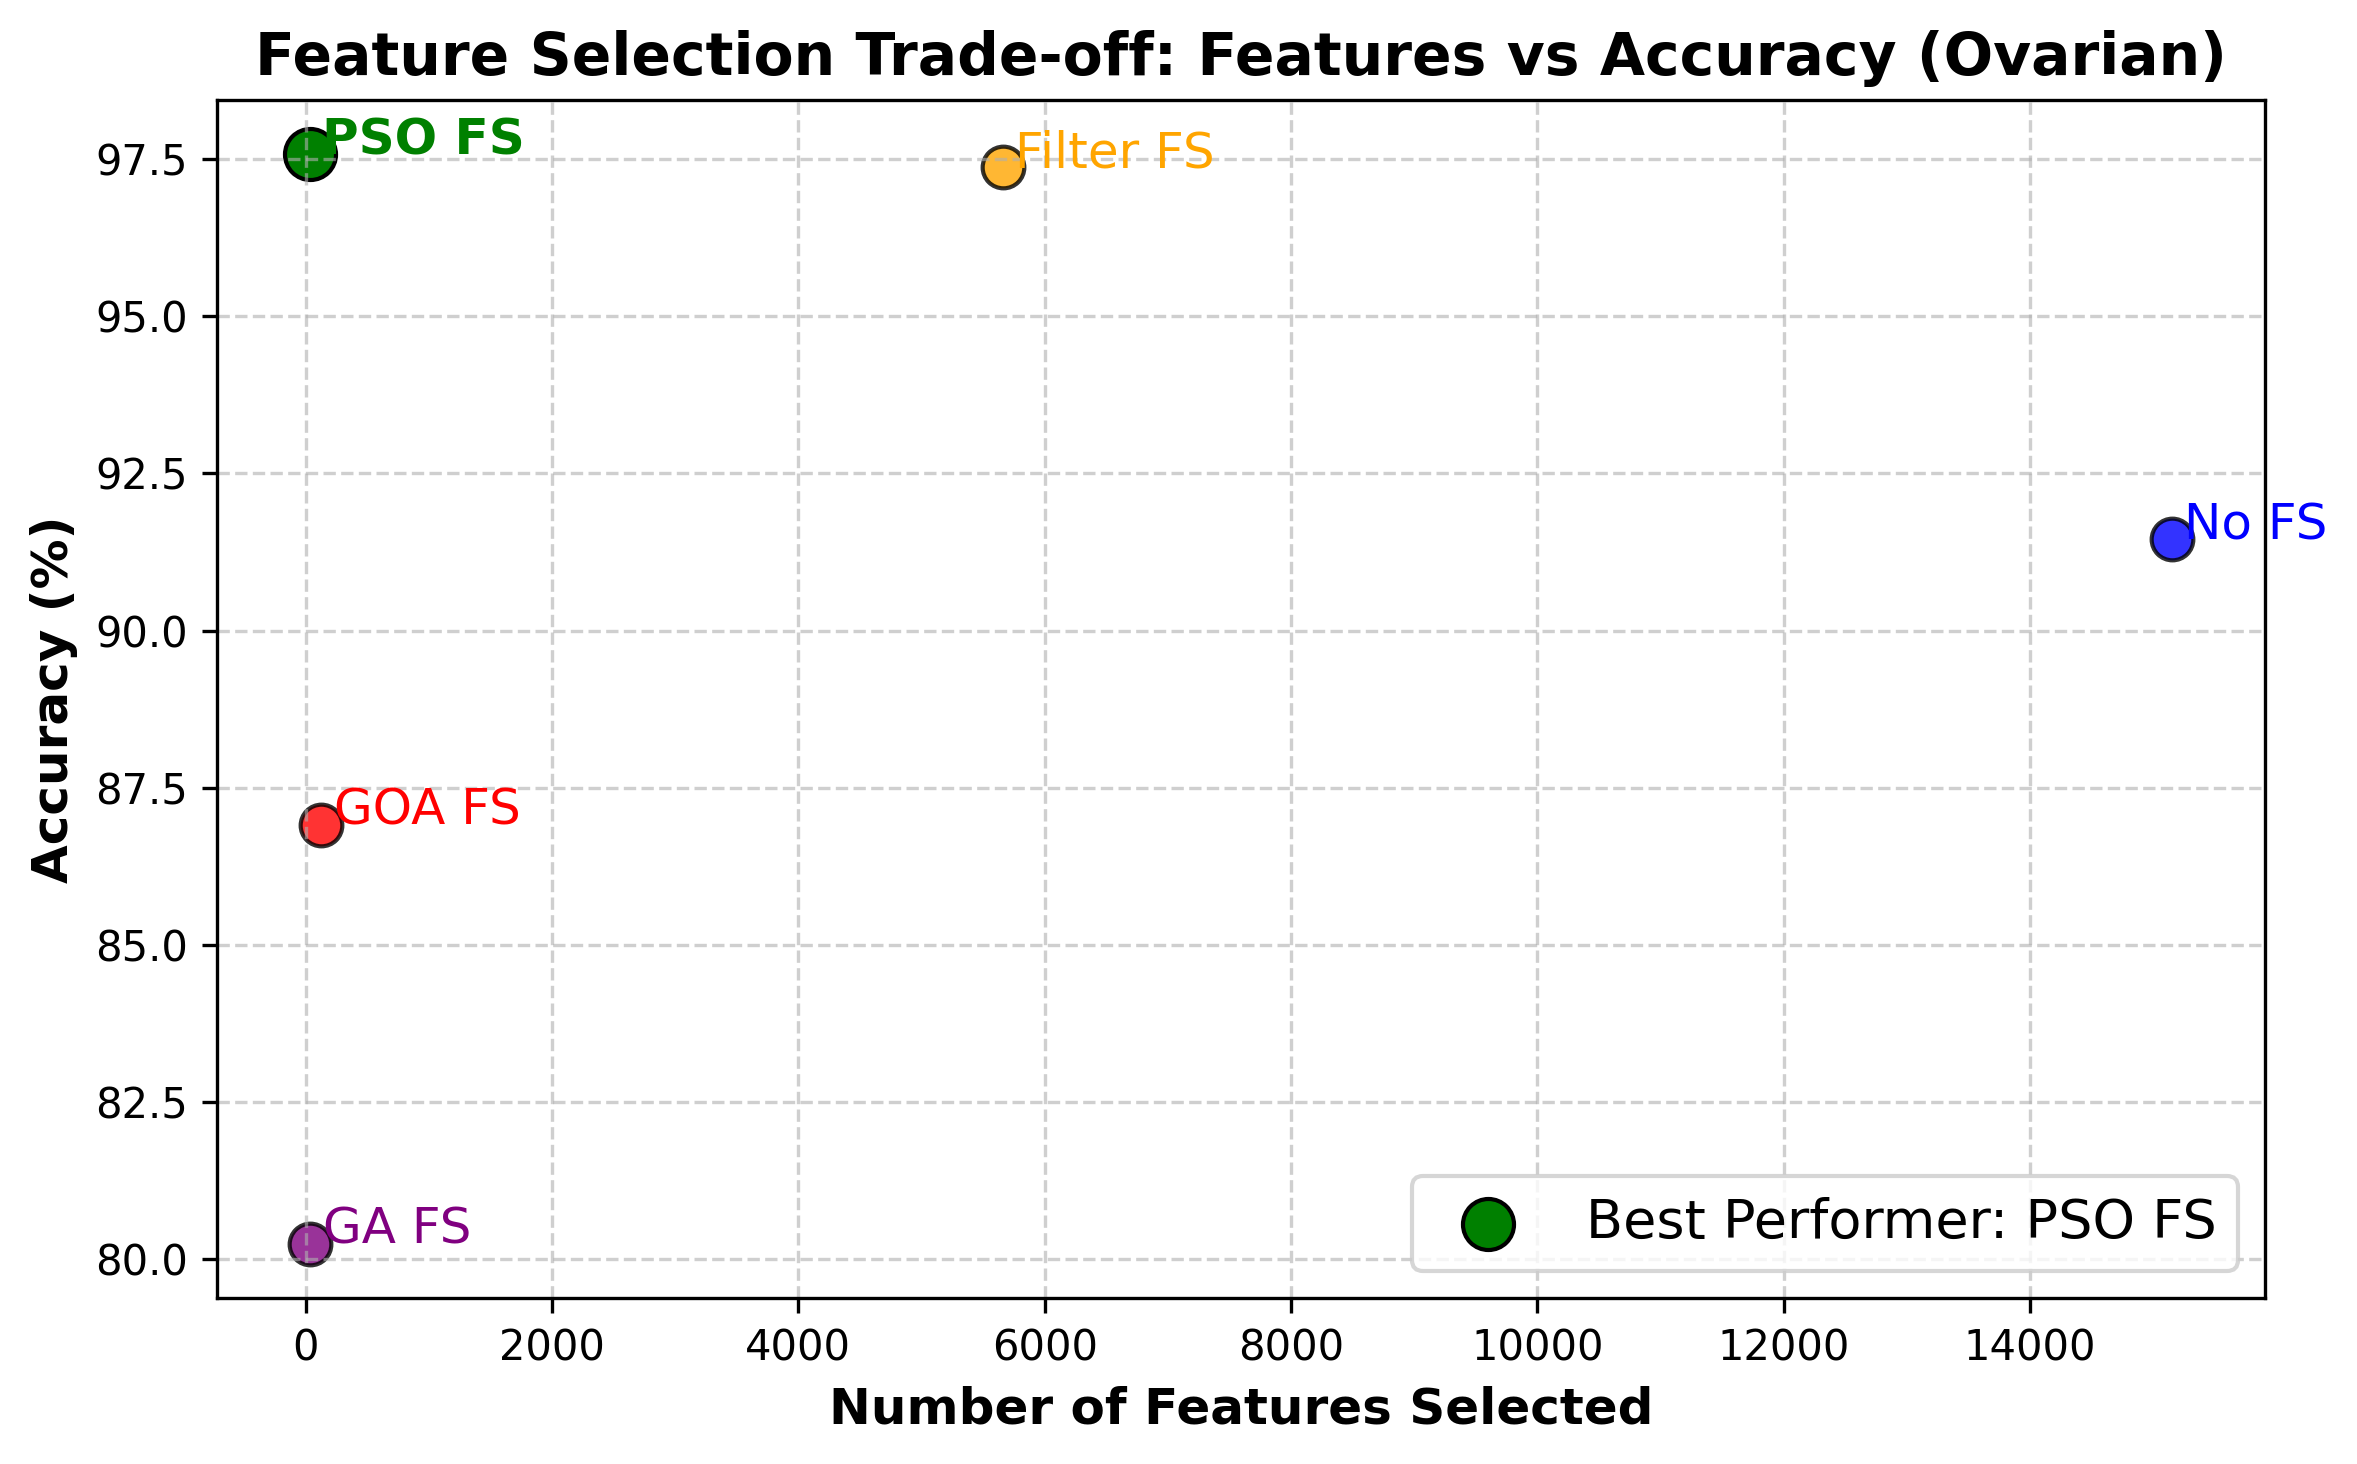 Feature Selection Trade-off: Features vs Accuracy (Ovarian)
Accuracy (%)
97.5
95.0
92.5
90.0
87.5
85.0
82.5
80.0
PSO FS
Filter FS
No FS
GOA FS
GA FS
Best Performer: PSO FS
0 2000 4000 6000 8000 10000 12000 14000
Number of Features Selected